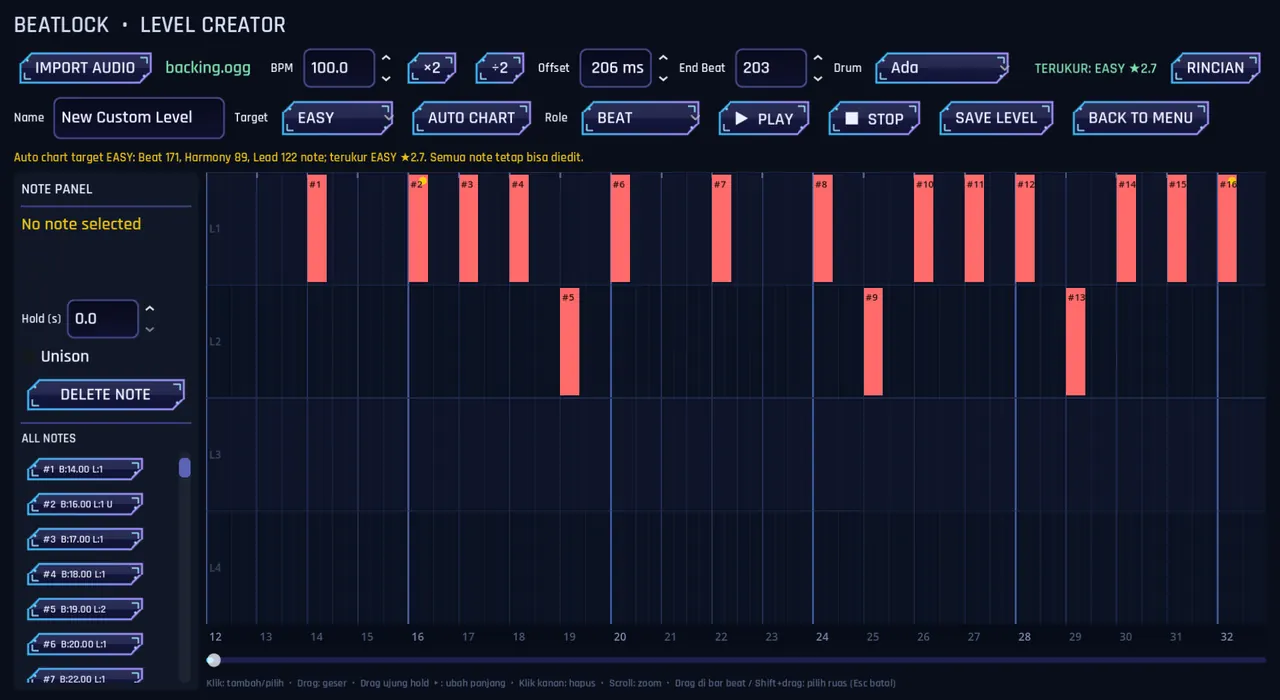 BEATLOCK · LEVEL CREATOR
IMPORT AUDIO backing.ogg BPM 100.0 ×2 ÷2 Offset 206 ms End Beat 203 Drum Ada TERUKUR: EASY ★2.7 RINCIAN
Name New Custom Level Target EASY AUTO CHART Role BEAT ▶ PLAY ■ STOP SAVE LEVEL BACK TO MENU
Auto chart target EASY: Beat 171, Harmony 89, Lead 122 note; terukur EASY ★2.7. Semua note tetap bisa diedit.
NOTE PANEL
No note selected
Hold (s) 0.0
Unison
DELETE NOTE
ALL NOTES
#1 B:14.00 L:1
#2 B:16.00 L:1 U
#3 B:17.00 L:1
#4 B:18.00 L:1
#5 B:19.00 L:2
#6 B:20.00 L:1
#7 B:22.00 L:1
#1 #2 #3 #4 #6 #7 #8 #10 #11 #12 #14 #15 #16
L1
#5 #9 #13
L2
L3
L4
12 13 14 15 16 17 18 19 20 21 22 23 24 25 26 27 28 29 30 31 32
Klik: tambah/pilih · Drag: geser · Drag ujung hold · : ubah panjang · Klik kanan: hapus · Scroll: zoom · Drag di bar beat / Shift+drag: pilih ruas (Esc batal)